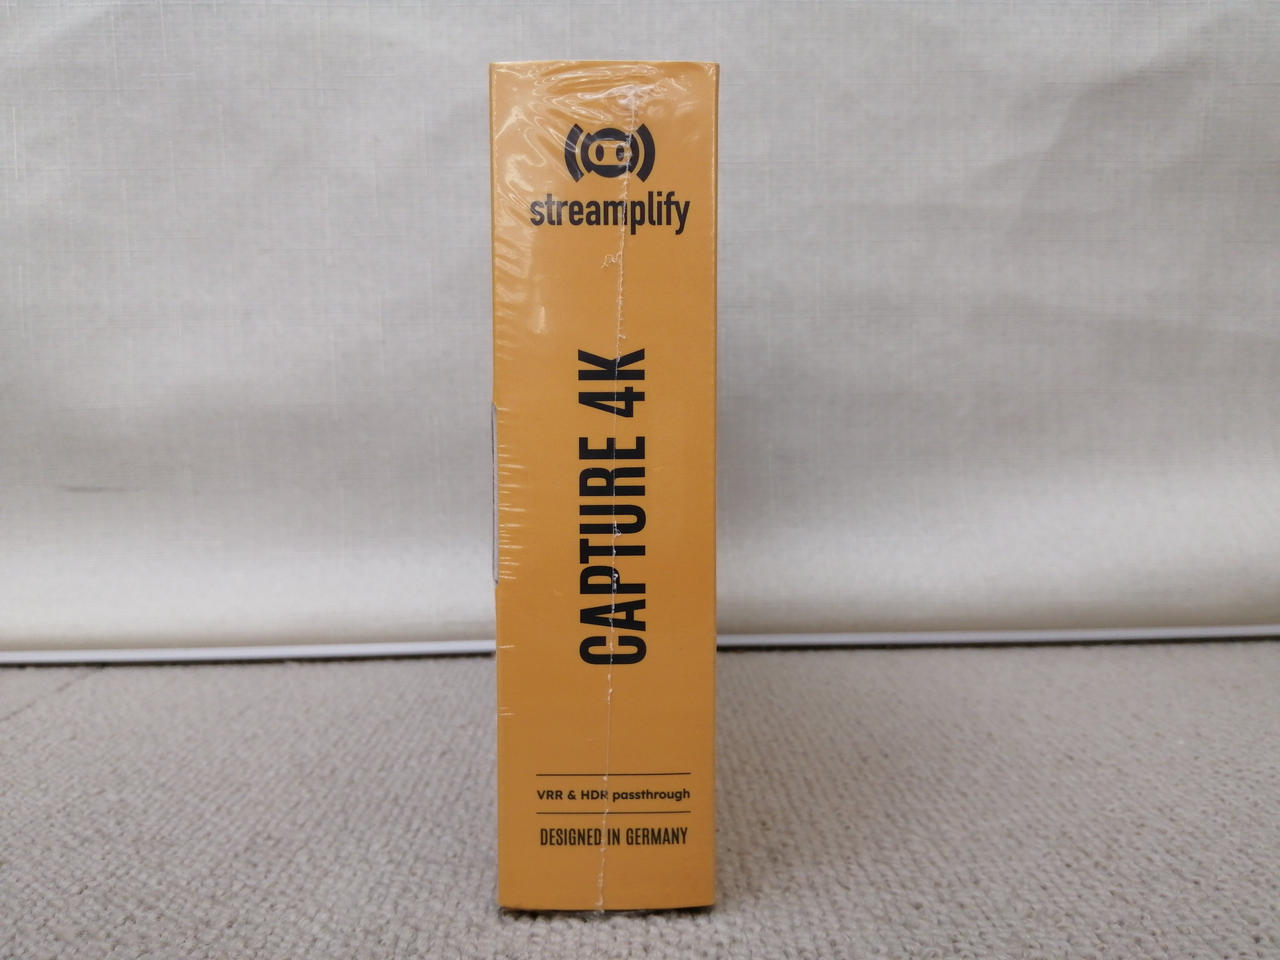 streamplify
CAPTURE 4K
VRR & HDR passthrough
DESIGNED IN GERMANY